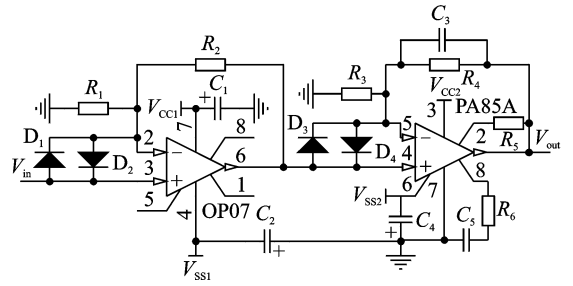 C3
R2
R1
VCC1
C1
R3
R4
VCC2
PA85A
7
8
3
D1
2
D3
5
2
R5
Vout
D2
3
6
D4
4
8
Vin
1
OP07
VSS2
6
7
5
4
C2
C4
C5
R6
VSS1
+
+
+
+
+
−
−